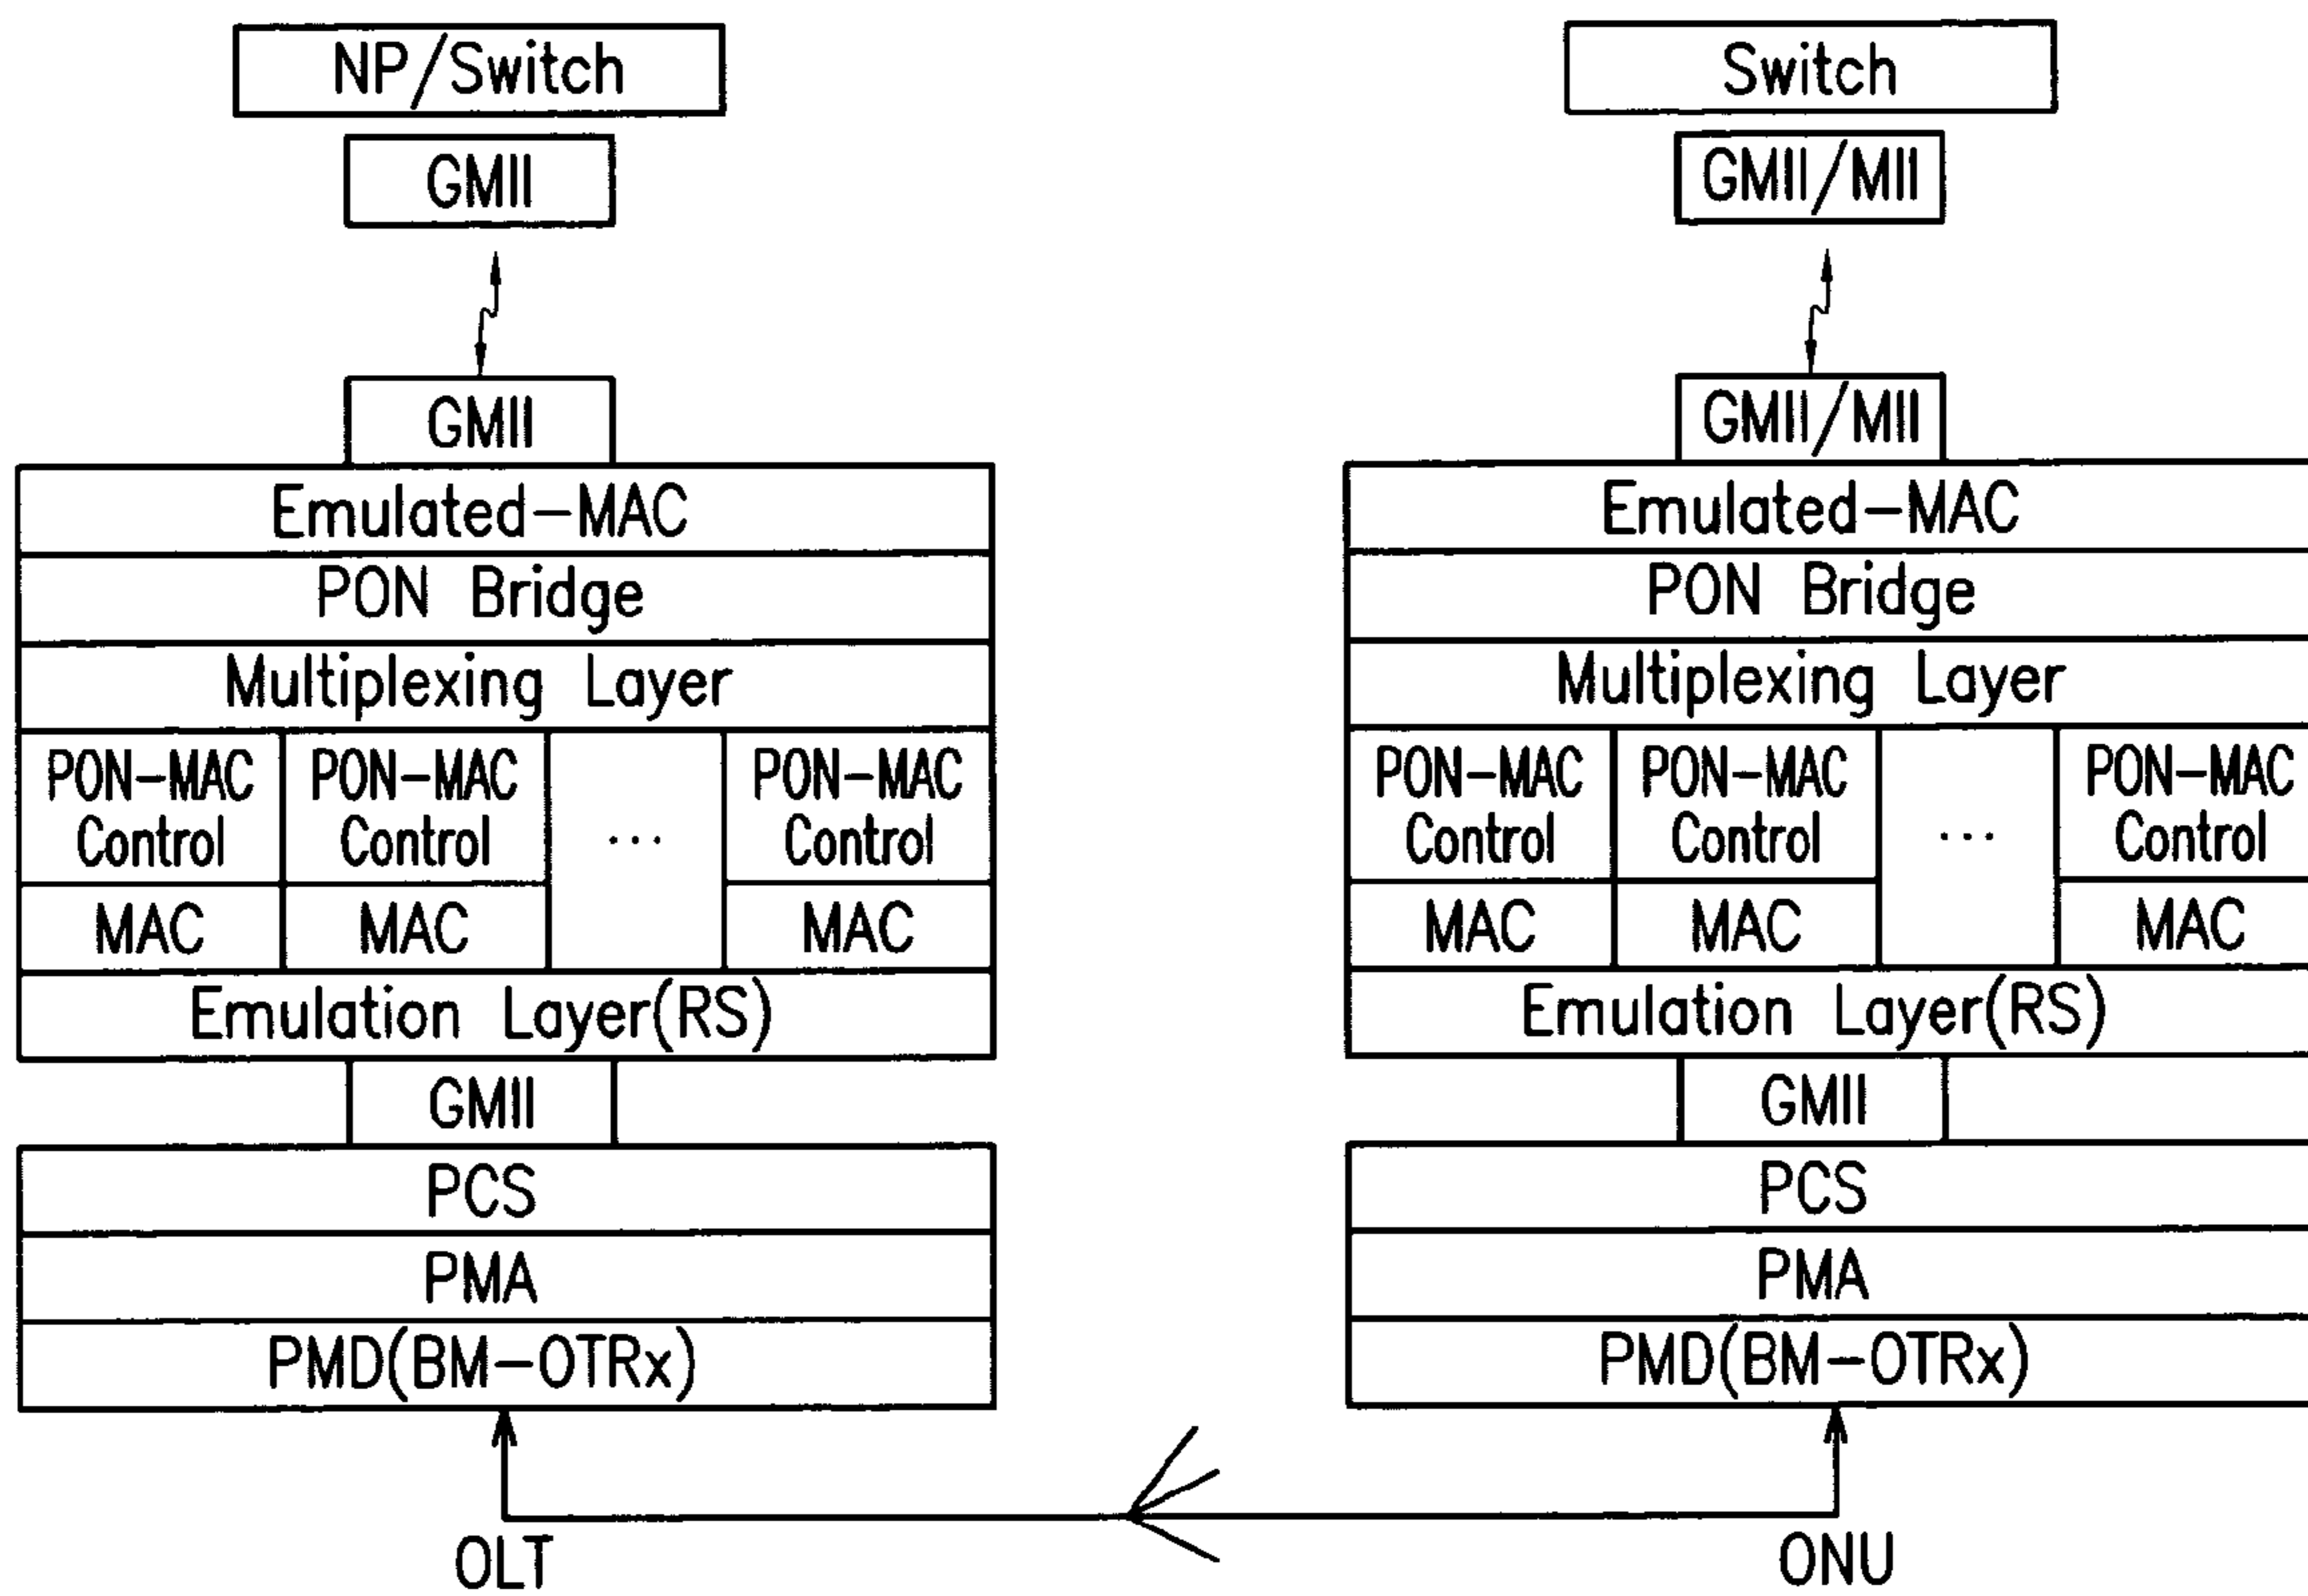 NP/Switch
GMII
GMII
Emulated-MAC
PON Bridge
Multiplexing Layer
PON-MAC Control
PON-MAC Control
...
PON-MAC Control
MAC
MAC
MAC
Emulation Layer(RS)
GMII
PCS
PMA
PMD(BM-OTRx)
OLT
Switch
GMII/MII
GMII/MII
Emulated-MAC
PON Bridge
Multiplexing Layer
PON-MAC Control
PON-MAC Control
...
PON-MAC Control
MAC
MAC
MAC
Emulation Layer(RS)
GMII
PCS
PMA
PMD(BM-OTRx)
ONU